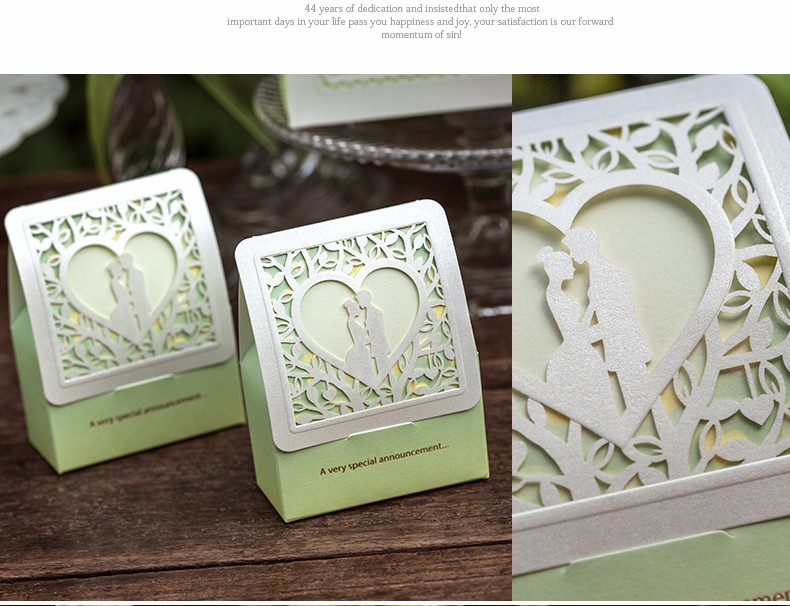 44 years of dedication and insistedthat only the most
important days in your life pass you happiness and joy, your satisfaction is our forward
momentum of sin!
A very special announcement...
A very special announcement...